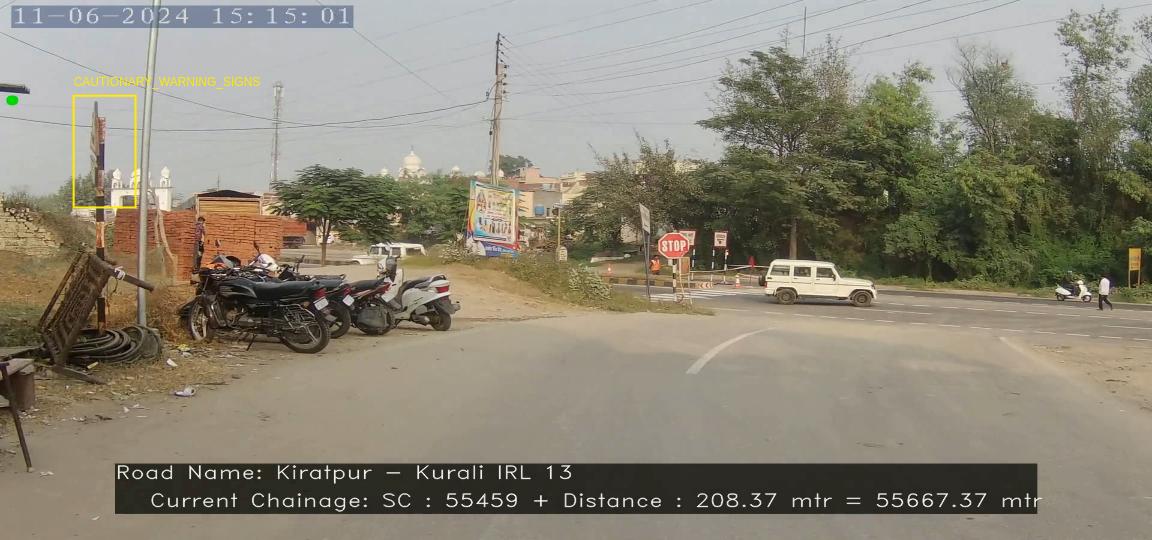 11-06-2024 15:15:01
CAUTIONARY_WARNING_SIGNS
STOP
Road Name: Kiratpur - Kurali IRL 13
Current Chainage: SC : 55459 + Distance : 208.37 mtr = 55667.37 mtr